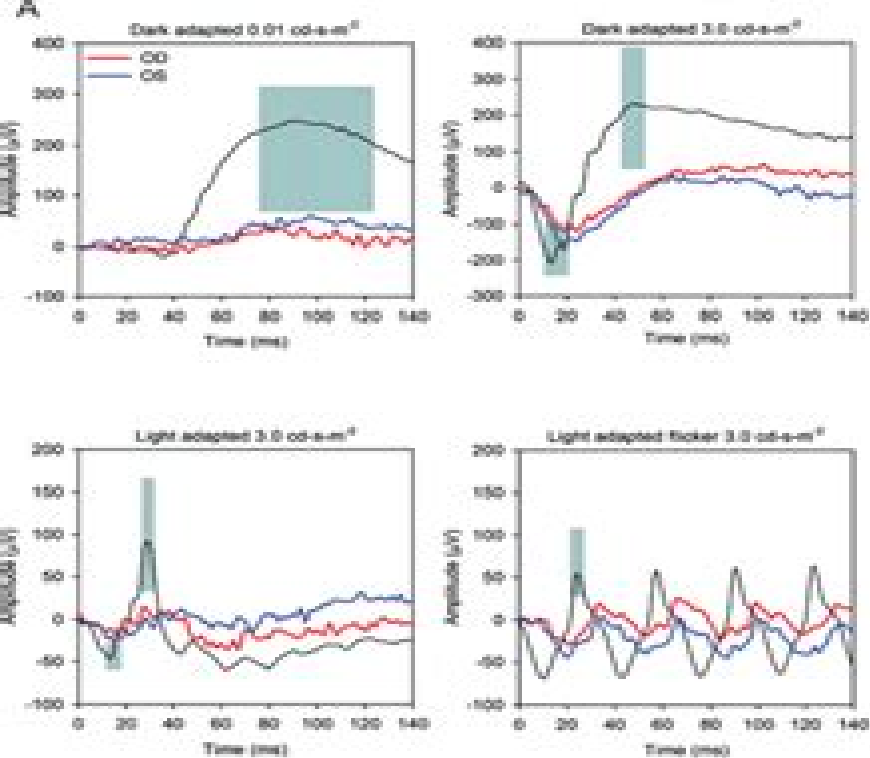 A
Dark adapted 0.01 cd-s-m⁻²
400
300
200
100
0
-100
Amplitude (µV)
OD
OS
0 20 40 60 80 100 120 140
Time (ms)
Dark adapted 3.0 cd-s-m⁻²
400
300
200
100
0
-100
-200
-300
Amplitude (µV)
0 20 40 60 80 100 120 140
Time (ms)
Light adapted 3.0 cd-s-m⁻²
200
150
100
50
0
-50
-100
Amplitude (µV)
0 20 40 60 80 100 120 140
Time (ms)
Light adapted flicker 3.0 cd-s-m⁻²
200
150
100
50
0
-50
-100
Amplitude (µV)
0 20 40 60 80 100 120 140
Time (ms)